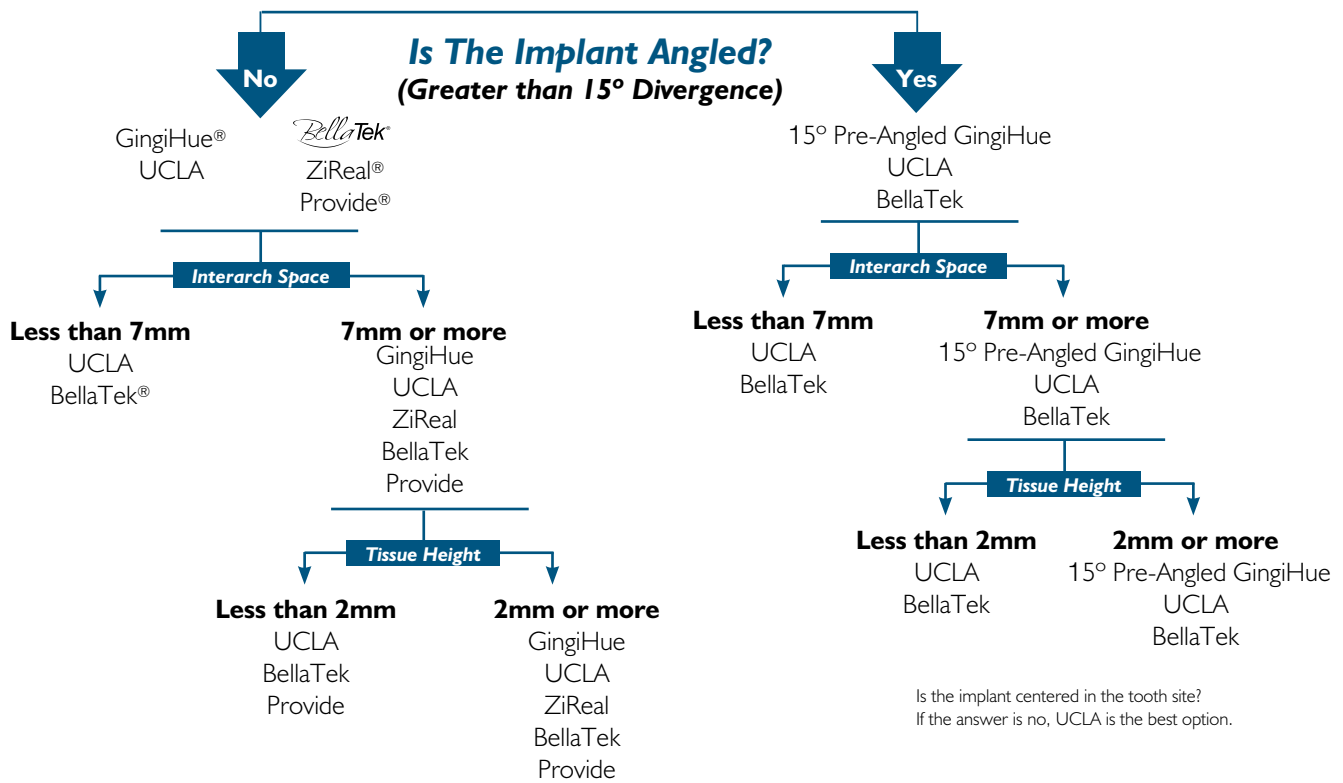 Is The Implant Angled?
(Greater than 15º Divergence)
No
GingiHue®
UCLA
BellaTek®
ZiReal®
Provide®
Interarch Space
Less than 7mm
UCLA
BellaTek®
7mm or more
GingiHue
UCLA
ZiReal
BellaTek
Provide
Tissue Height
Less than 2mm
UCLA
BellaTek
Provide
2mm or more
GingiHue
UCLA
ZiReal
BellaTek
Provide
Yes
15º Pre-Angled GingiHue
UCLA
BellaTek
Interarch Space
Less than 7mm
UCLA
BellaTek
7mm or more
15º Pre-Angled GingiHue
UCLA
BellaTek
Tissue Height
Less than 2mm
UCLA
BellaTek
2mm or more
15º Pre-Angled GingiHue
UCLA
BellaTek
Is the implant centered in the tooth site?
If the answer is no, UCLA is the best option.